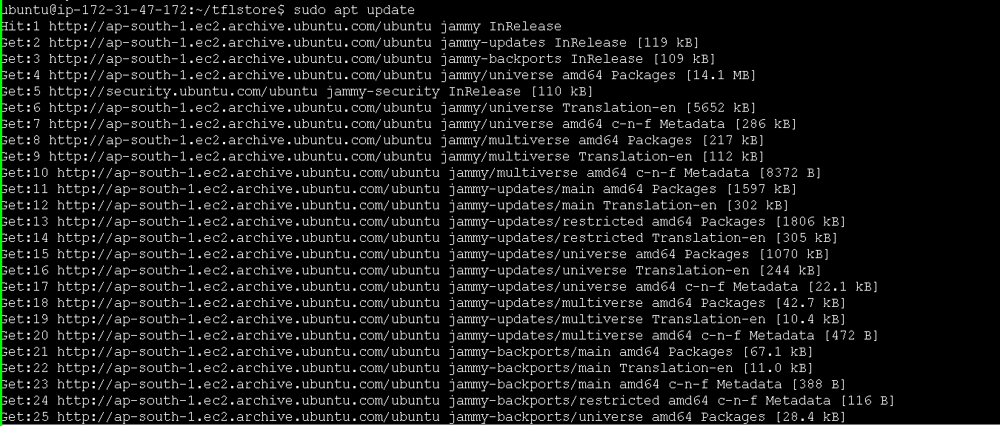 ubuntu@ip-172-31-47-172:~/tflstore$ sudo apt update
Hit:1 http://ap-south-1.ec2.archive.ubuntu.com/ubuntu jammy InRelease
Get:2 http://ap-south-1.ec2.archive.ubuntu.com/ubuntu jammy-updates InRelease [119 kB]
Get:3 http://ap-south-1.ec2.archive.ubuntu.com/ubuntu jammy-backports InRelease [109 kB]
Get:4 http://ap-south-1.ec2.archive.ubuntu.com/ubuntu jammy/universe amd64 Packages [14.1 MB]
Get:5 http://security.ubuntu.com/ubuntu jammy-security InRelease [110 kB]
Get:6 http://ap-south-1.ec2.archive.ubuntu.com/ubuntu jammy/universe Translation-en [5652 kB]
Get:7 http://ap-south-1.ec2.archive.ubuntu.com/ubuntu jammy/universe amd64 c-n-f Metadata [286 kB]
Get:8 http://ap-south-1.ec2.archive.ubuntu.com/ubuntu jammy/multiverse amd64 Packages [217 kB]
Get:9 http://ap-south-1.ec2.archive.ubuntu.com/ubuntu jammy/multiverse Translation-en [112 kB]
Get:10 http://ap-south-1.ec2.archive.ubuntu.com/ubuntu jammy/multiverse amd64 c-n-f Metadata [8372 B]
Get:11 http://ap-south-1.ec2.archive.ubuntu.com/ubuntu jammy-updates/main amd64 Packages [1597 kB]
Get:12 http://ap-south-1.ec2.archive.ubuntu.com/ubuntu jammy-updates/main Translation-en [302 kB]
Get:13 http://ap-south-1.ec2.archive.ubuntu.com/ubuntu jammy-updates/restricted amd64 Packages [1806 kB]
Get:14 http://ap-south-1.ec2.archive.ubuntu.com/ubuntu jammy-updates/restricted Translation-en [305 kB]
Get:15 http://ap-south-1.ec2.archive.ubuntu.com/ubuntu jammy-updates/universe amd64 Packages [1070 kB]
Get:16 http://ap-south-1.ec2.archive.ubuntu.com/ubuntu jammy-updates/universe Translation-en [244 kB]
Get:17 http://ap-south-1.ec2.archive.ubuntu.com/ubuntu jammy-updates/universe amd64 c-n-f Metadata [22.1 kB]
Get:18 http://ap-south-1.ec2.archive.ubuntu.com/ubuntu jammy-updates/multiverse amd64 Packages [42.7 kB]
Get:19 http://ap-south-1.ec2.archive.ubuntu.com/ubuntu jammy-updates/multiverse Translation-en [10.4 kB]
Get:20 http://ap-south-1.ec2.archive.ubuntu.com/ubuntu jammy-updates/multiverse amd64 c-n-f Metadata [472 B]
Get:21 http://ap-south-1.ec2.archive.ubuntu.com/ubuntu jammy-backports/main amd64 Packages [67.1 kB]
Get:22 http://ap-south-1.ec2.archive.ubuntu.com/ubuntu jammy-backports/main Translation-en [11.0 kB]
Get:23 http://ap-south-1.ec2.archive.ubuntu.com/ubuntu jammy-backports/main amd64 c-n-f Metadata [388 B]
Get:24 http://ap-south-1.ec2.archive.ubuntu.com/ubuntu jammy-backports/restricted amd64 c-n-f Metadata [116 B]
Get:25 http://ap-south-1.ec2.archive.ubuntu.com/ubuntu jammy-backports/universe amd64 Packages [28.4 kB]